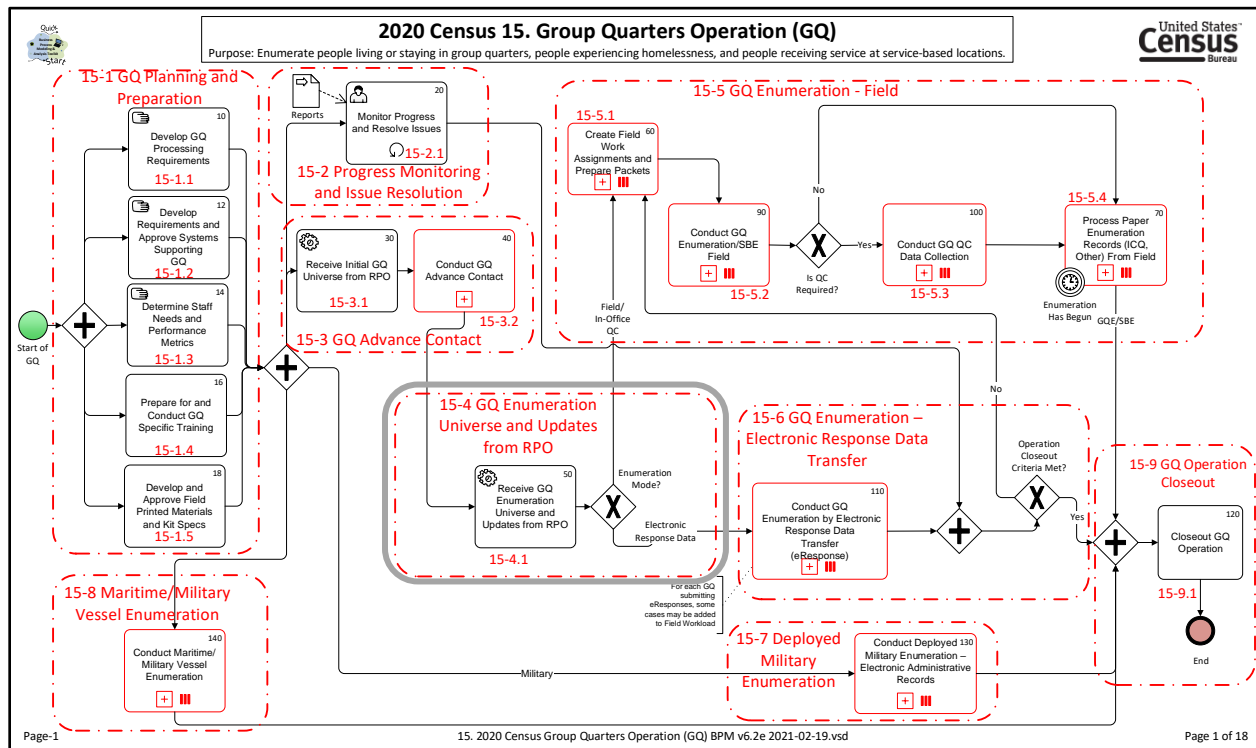 2020 Census 15. Group Quarters Operation (GQ)
Purpose: Enumerate people living or staying in group quarters, people experiencing homelessness, and people receiving service at service-based locations.
Quick
Start
United States
Census
Bureau
15-1 GQ Planning and
Preparation
10
Develop GQ
Processing
Requirements
15-1.1
12
Develop
Requirements and
Approve Systems
Supporting
GQ
15-1.2
14
Determine Staff
Needs and
Performance
Metrics
15-1.3
16
Prepare for and
Conduct GQ
Specific Training
15-1.4
18
Develop and
Approve Field
Printed Materials
and Kit Specs
15-1.5
Start of
GQ
Reports
20
Monitor Progress
and Resolve Issues
15-2.1
15-2 Progress Monitoring
and Issue Resolution
30
Receive Initial GQ
Universe from RPO
15-3.1
40
Conduct GQ
Advance Contact
15-3.2
15-3 GQ Advance Contact
15-4 GQ Enumeration
Universe and Updates
from RPO
50
Receive GQ
Enumeration
Universe and
Updates from RPO
15-4.1
Enumeration
Mode?
Field/
In-Office
QC
Electronic
Response Data
15-5 GQ Enumeration - Field
15-5.1
60
Create Field
Work
Assignments and
Prepare Packets
90
Conduct GQ
Enumeration/SBE
Field
15-5.2
No
Yes
Is QC
Required?
100
Conduct GQ QC
Data Collection
15-5.3
15-5.4
70
Process Paper
Enumeration
Records (ICQ,
Other) From Field
Enumeration
Has Begun
GQE/SBE
15-6 GQ Enumeration –
Electronic Response Data
Transfer
110
Conduct GQ
Enumeration by Electronic
Response Data
Transfer
(eResponse)
For each GQ
submitting
eResponses, some
cases may be added
to Field Workload
No
Operation
Closeout
Criteria Met?
Yes
15-9 GQ Operation
Closeout
120
Closeout GQ
Operation
15-9.1
End
15-7 Deployed
Military
Enumeration
130
Conduct Deployed
Military Enumeration –
Electronic Administrative
Records
Military
15-8 Maritime/Military
Vessel Enumeration
140
Conduct Maritime/
Military Vessel
Enumeration
Page-1
15. 2020 Census Group Quarters Operation (GQ) BPM v6.2e 2021-02-19.vsd
Page 1 of 18